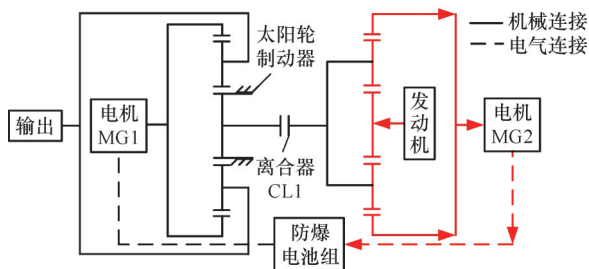 太阳轮
制动器
机械连接
电气连接
输出
电机
MG1
离合器
CL1
发
动
机
电机
MG2
防爆
电池组